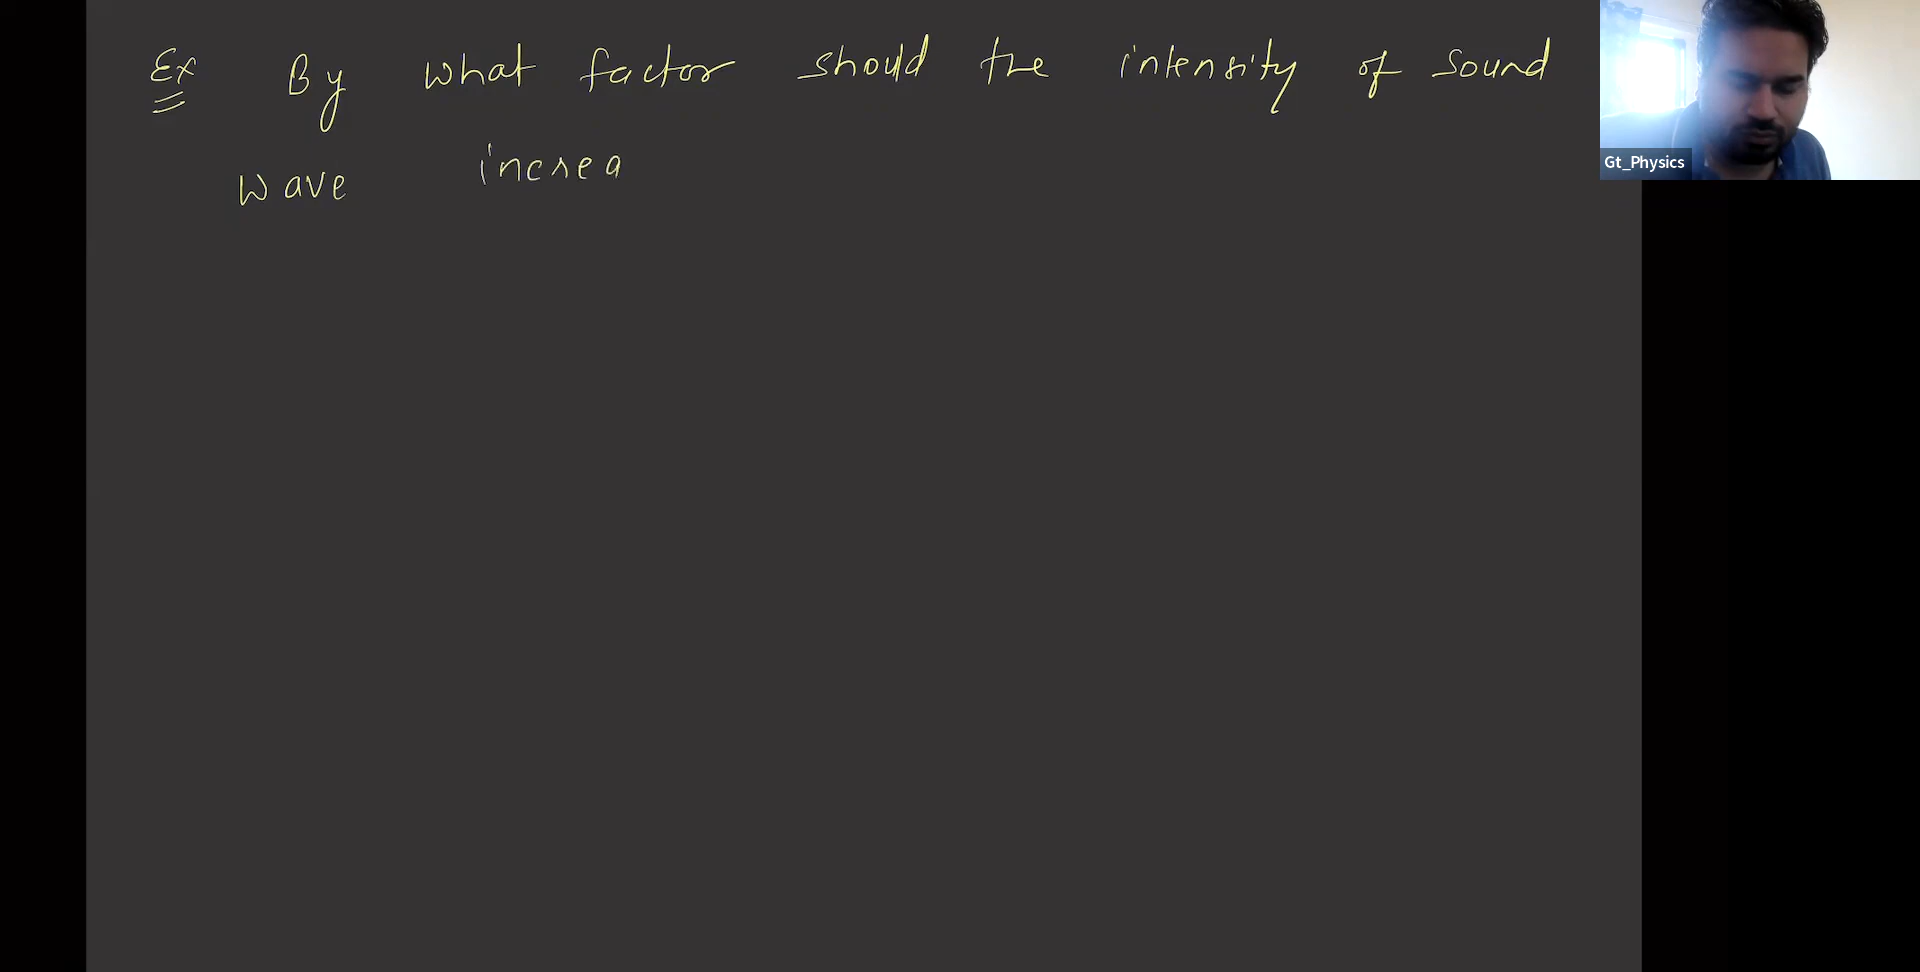 Ex By what factor should the intensity of sound
wave increa
Gt_Physics